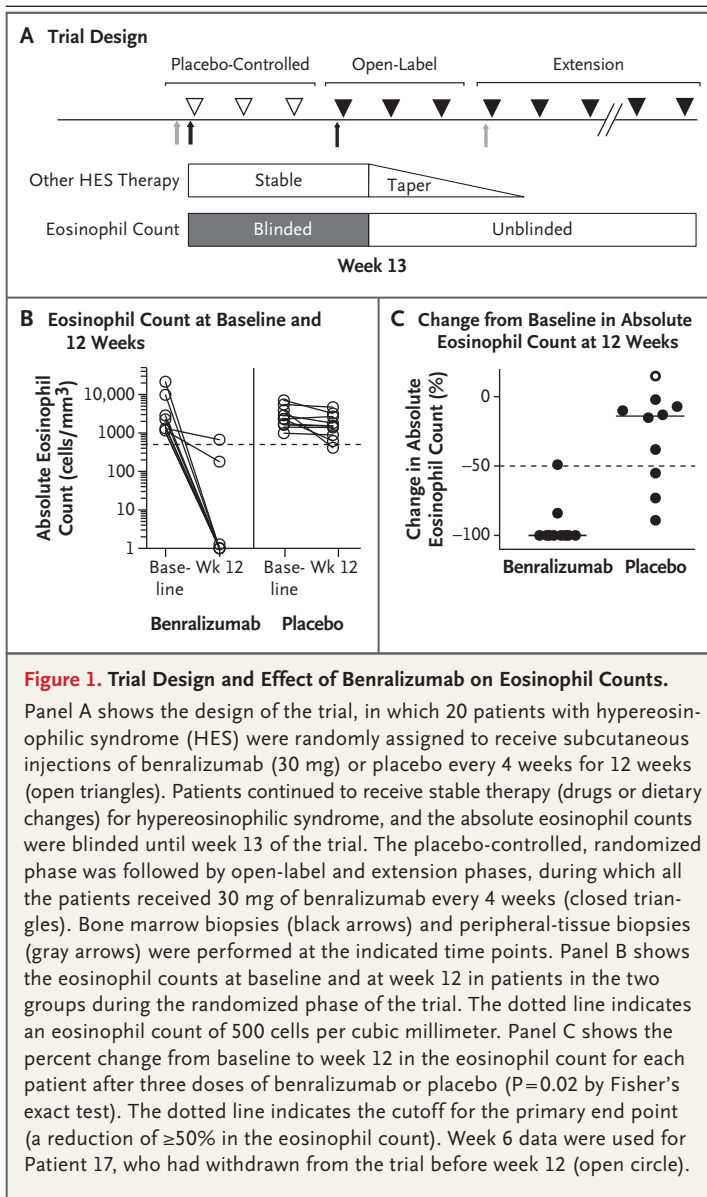 A Trial Design
Placebo-Controlled Open-Label Extension
Other HES Therapy Stable Taper
Eosinophil Count Blinded Unblinded
Week 13
B Eosinophil Count at Baseline and
12 Weeks
Absolute Eosinophil
Count (cells/mm³)
10,000
1000
100
10
1
Base-
line
Wk 12
Base-
line
Wk 12
Benralizumab Placebo
C Change from Baseline in Absolute
Eosinophil Count at 12 Weeks
Change in Absolute
Eosinophil Count (%)
0
−50
−100
Benralizumab Placebo
Figure 1. Trial Design and Effect of Benralizumab on Eosinophil Counts.
Panel A shows the design of the trial, in which 20 patients with hypereosin-
ophilic syndrome (HES) were randomly assigned to receive subcutaneous
injections of benralizumab (30 mg) or placebo every 4 weeks for 12 weeks
(open triangles). Patients continued to receive stable therapy (drugs or dietary
changes) for hypereosinophilic syndrome, and the absolute eosinophil counts
were blinded until week 13 of the trial. The placebo-controlled, randomized
phase was followed by open-label and extension phases, during which all
the patients received 30 mg of benralizumab every 4 weeks (closed trian-
gles). Bone marrow biopsies (black arrows) and peripheral-tissue biopsies
(gray arrows) were performed at the indicated time points. Panel B shows
the eosinophil counts at baseline and at week 12 in patients in the two
groups during the randomized phase of the trial. The dotted line indicates
an eosinophil count of 500 cells per cubic millimeter. Panel C shows the
percent change from baseline to week 12 in the eosinophil count for each
patient after three doses of benralizumab or placebo (P=0.02 by Fisher's
exact test). The dotted line indicates the cutoff for the primary end point
(a reduction of ≥50% in the eosinophil count). Week 6 data were used for
Patient 17, who had withdrawn from the trial before week 12 (open circle).